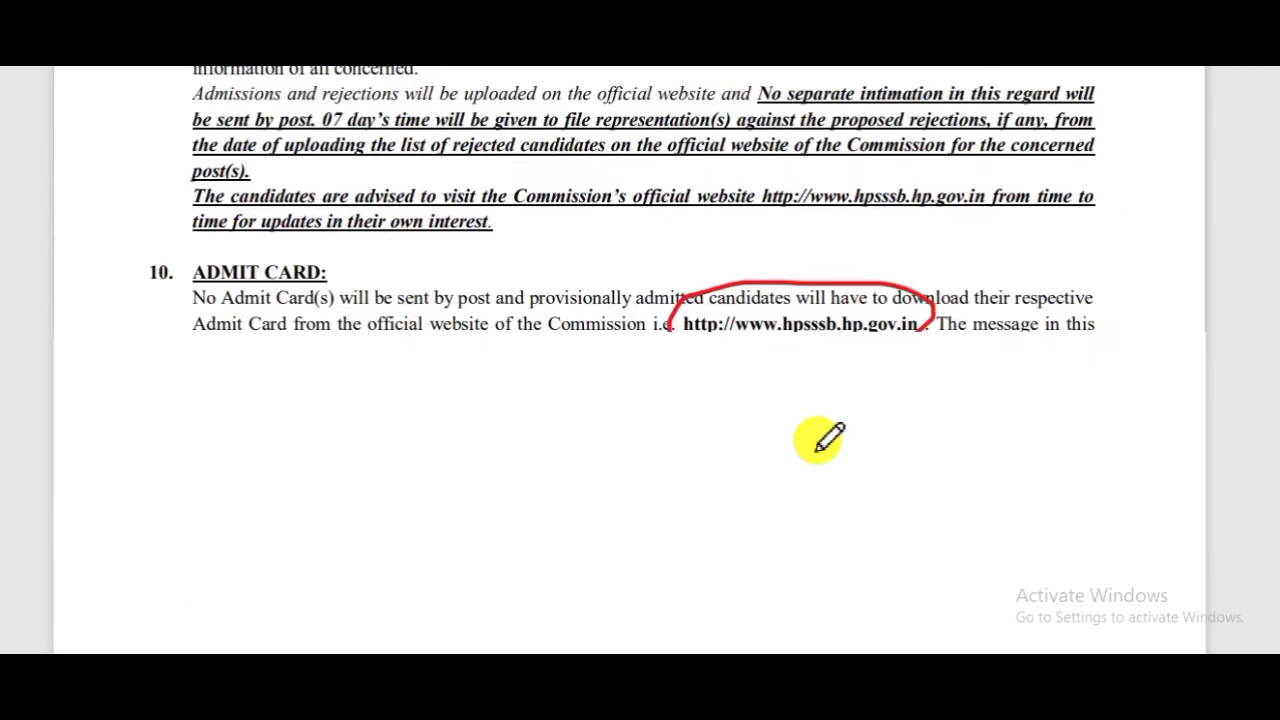 information of all concerned.
Admissions and rejections will be uploaded on the official website and No separate intimation in this regard will
be sent by post. 07 day's time will be given to file representation(s) against the proposed rejections, if any, from
the date of uploading the list of rejected candidates on the official website of the Commission for the concerned
post(s).
The candidates are advised to visit the Commission's official website http://www.hpsssb.hp.gov.in from time to
time for updates in their own interest.
10. ADMIT CARD:
No Admit Card(s) will be sent by post and provisionally admitted candidates will have to download their respective
Admit Card from the official website of the Commission i.e. http://www.hpsssb.hp.gov.in . The message in this
Activate Windows
Go to Settings to activate Windows.